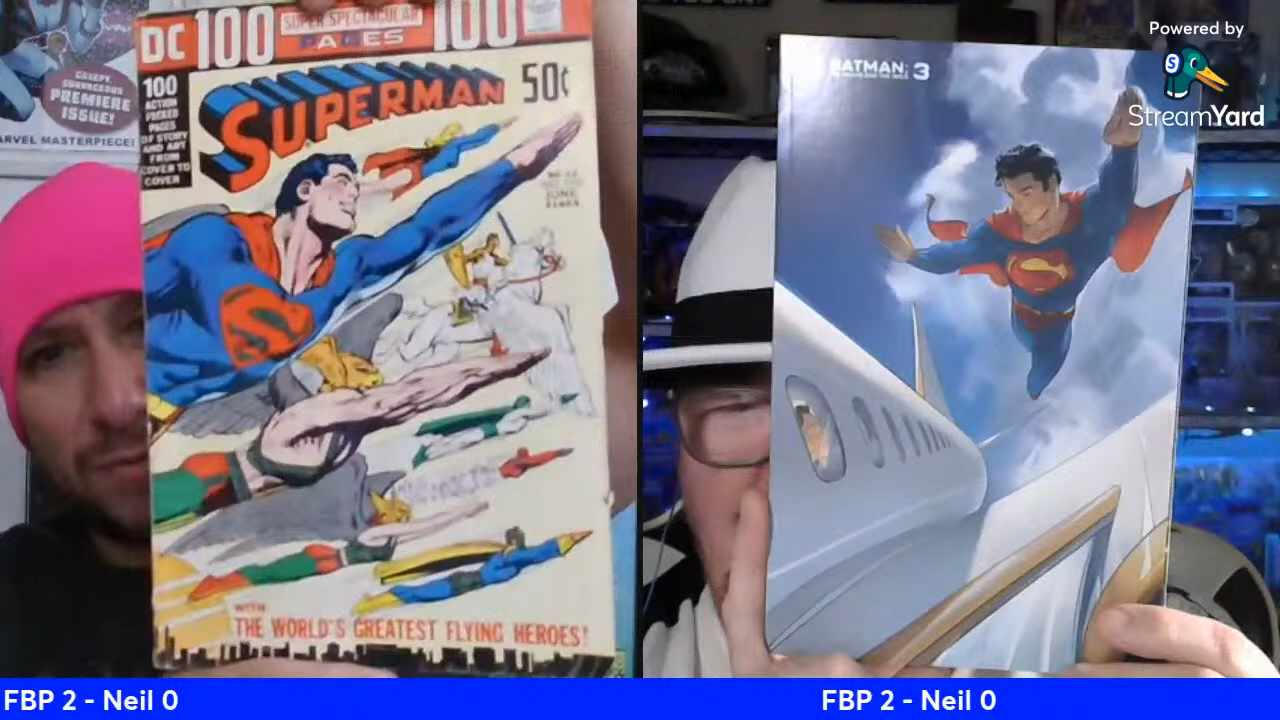 CREEPY,
PREMIERE
ISSUE!
MARVEL MASTERPIECE!
DC 100 SUPER SPECTACULAR 100
PAGES
100
ACTION
PACKED
PAGES
OF STORY
AND ART
FROM
COVER TO
COVER
SUPERMAN
50¢
JUNE
WITH
THE WORLD'S GREATEST FLYING HEROES!
BATMAN: 3
Powered by
S
StreamYard
FBP 2 - Neil 0
FBP 2 - Neil 0